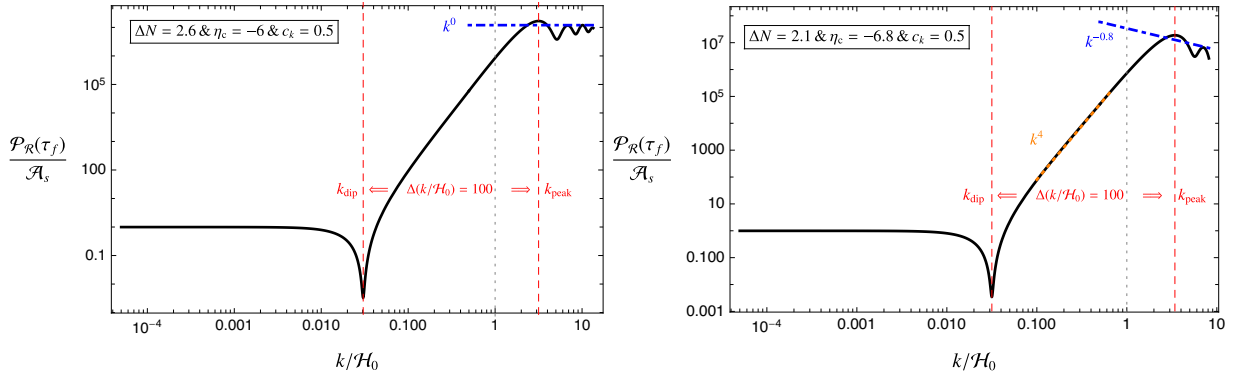 ΔN = 2.6 & η_c = −6 & c_k = 0.5
k^0
10^5
100
0.1
P_R(τ_f)
A_s
k_dip ⟸ Δ(k/H_0) = 100 ⟹ k_peak
10^−4 0.001 0.010 0.100 1 10
k/H_0
ΔN = 2.1 & η_c = −6.8 & c_k = 0.5
k^−0.8
10^7
10^5
1000
10
0.100
0.001
P_R(τ_f)
A_s
k^4
k_dip ⟸ Δ(k/H_0) = 100 ⟹ k_peak
10^−4 0.001 0.010 0.100 1 10
k/H_0